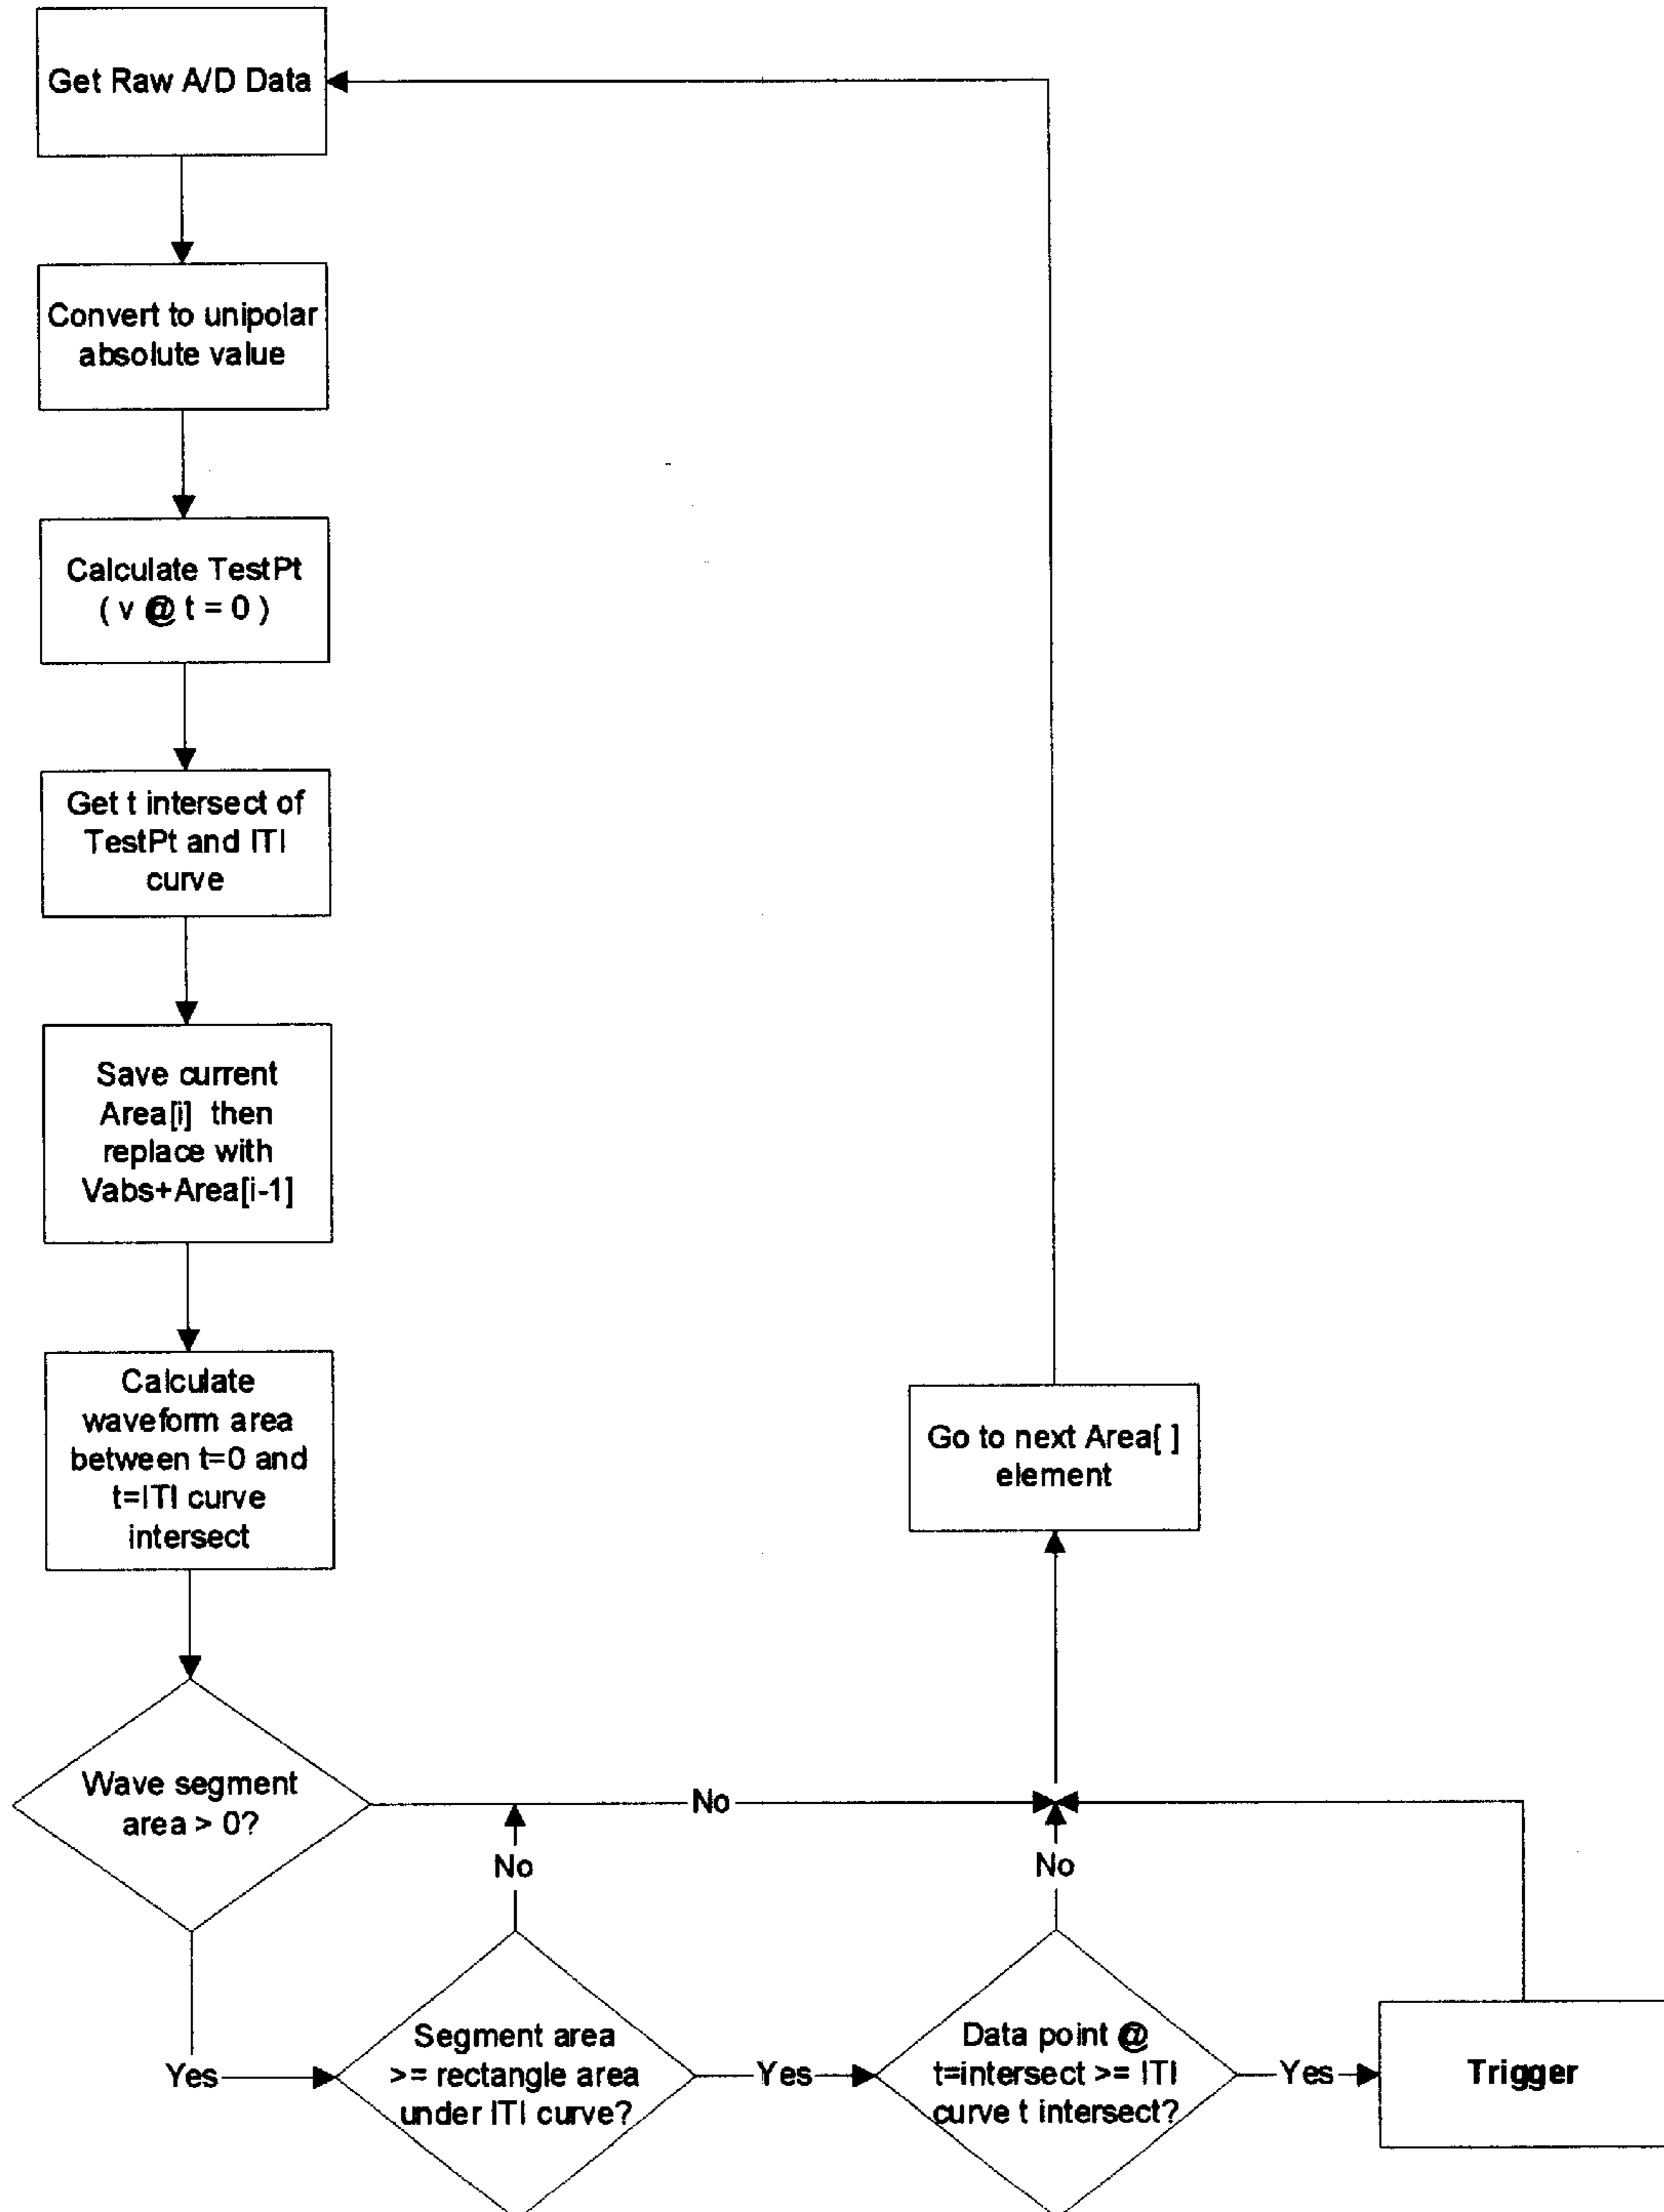 Get Raw A/D Data
Convert to unipolar
absolute value
Calculate TestPt
( v @ t = 0 )
Get t intersect of
TestPt and ITI
curve
Save current
Area[i] then
replace with
Vabs+Area[i-1]
Calculate
waveform area
between t=0 and
t=ITI curve
intersect
Go to next Area[ ]
element
Wave segment
area > 0?
No
No
No
Yes
Segment area
>= rectangle area
under ITI curve?
Yes
Data point @
t=intersect >= ITI
curve t intersect?
Yes
Trigger